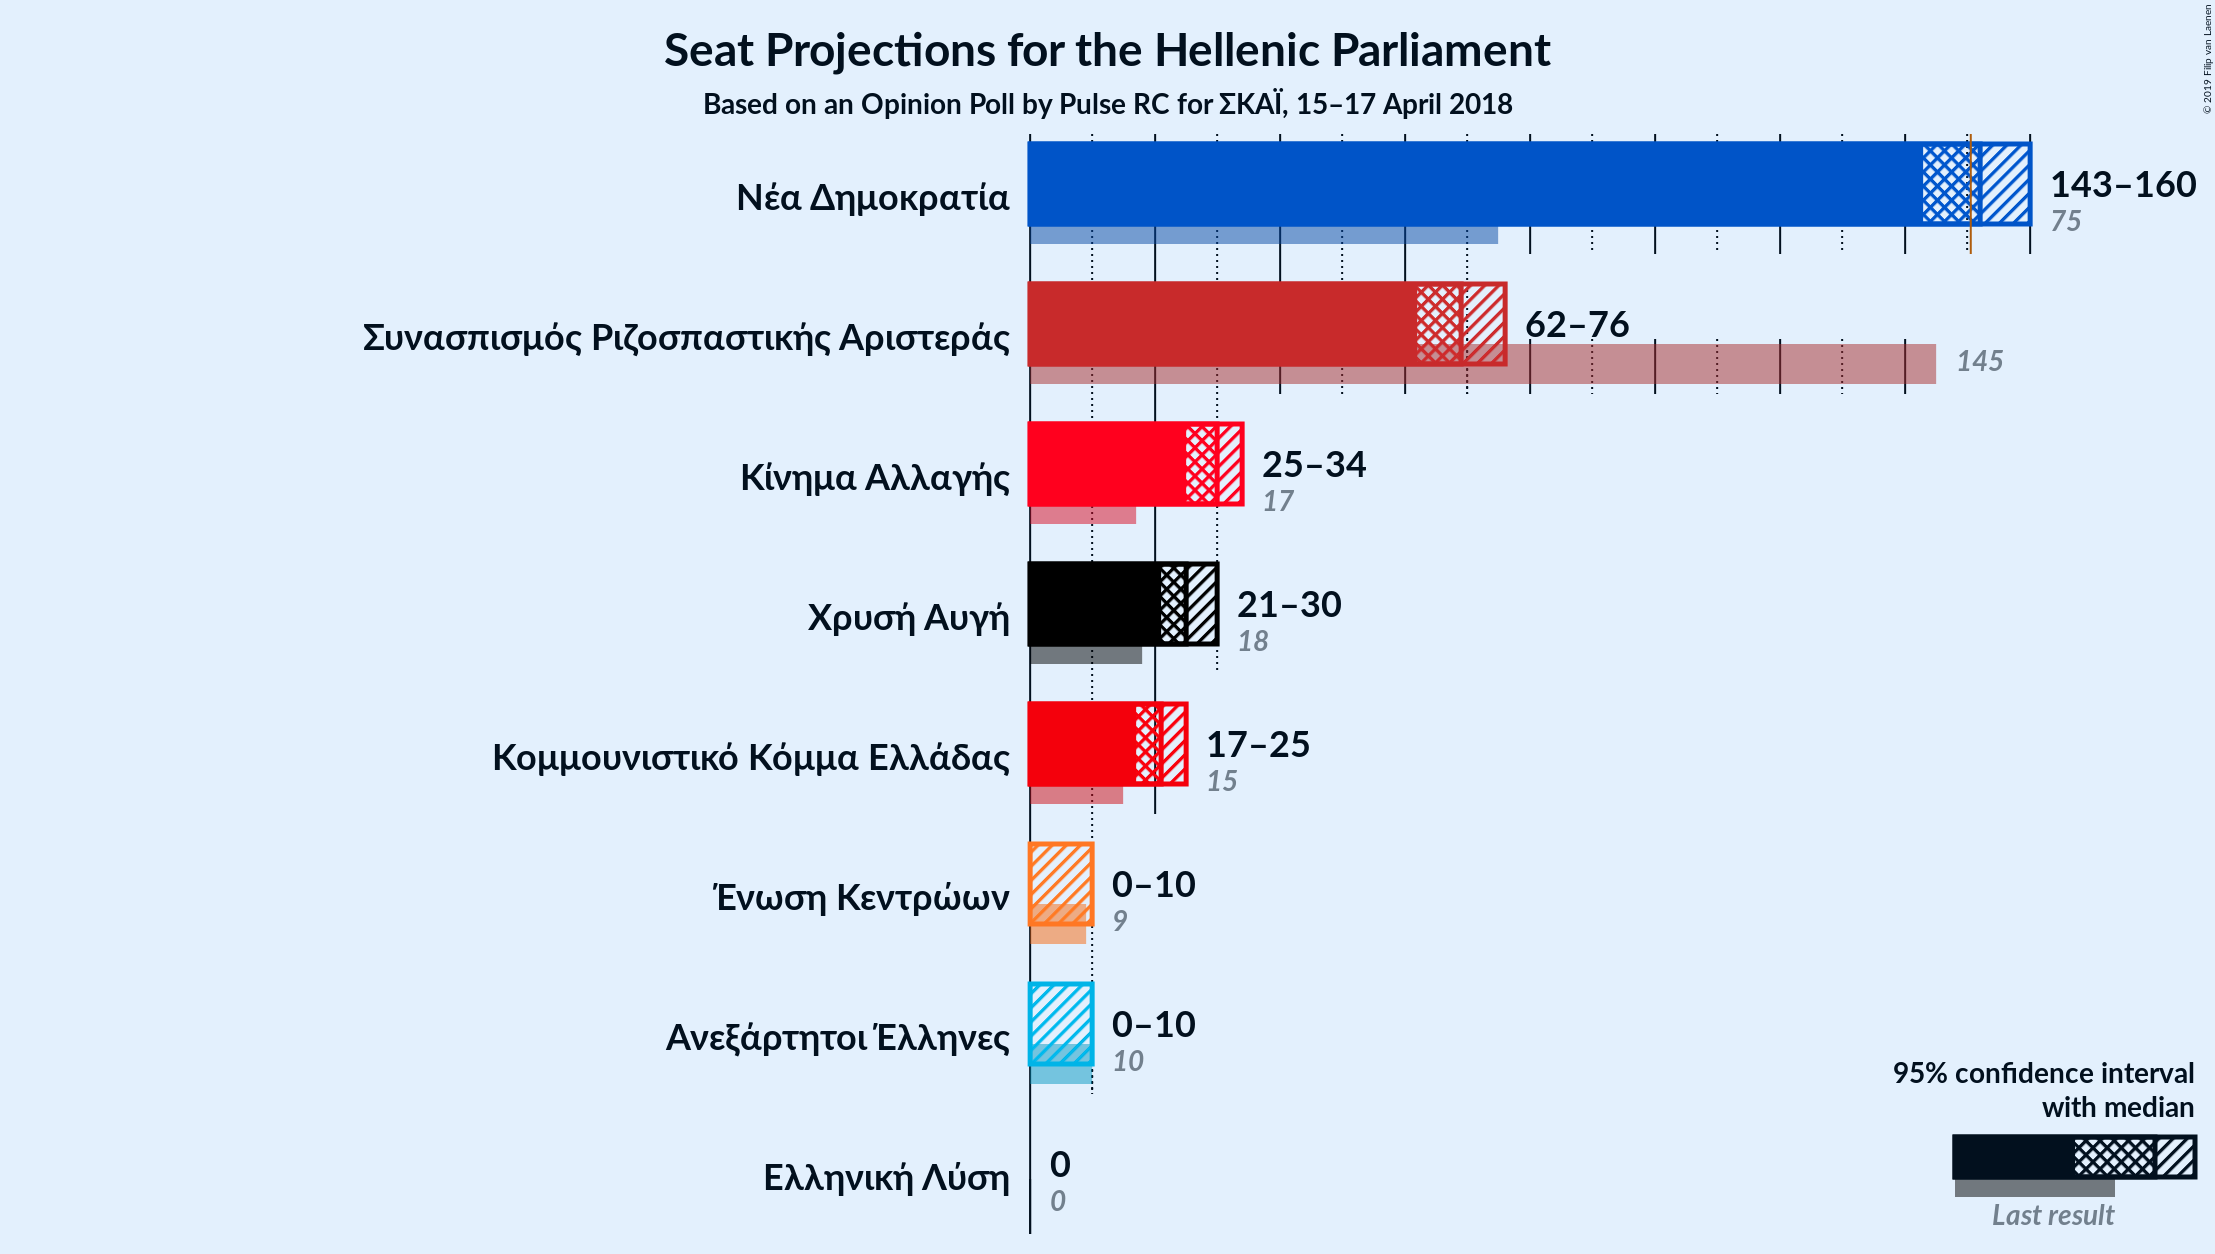 Seat Projections for the Hellenic Parliament
Based on an Opinion Poll by Pulse RC for ΣΚΑΪ, 15–17 April 2018
© 2019 Filip van Laenen
Νέα Δημοκρατία
143–160
75
Συνασπισμός Ριζοσπαστικής Αριστεράς
62–76
145
Κίνημα Αλλαγής
25–34
17
Χρυσή Αυγή
21–30
18
Κομμουνιστικό Κόμμα Ελλάδας
17–25
15
Ένωση Κεντρώων
0–10
9
Ανεξάρτητοι Έλληνες
0–10
10
Ελληνική Λύση
0
0
95% confidence interval
with median
Last result